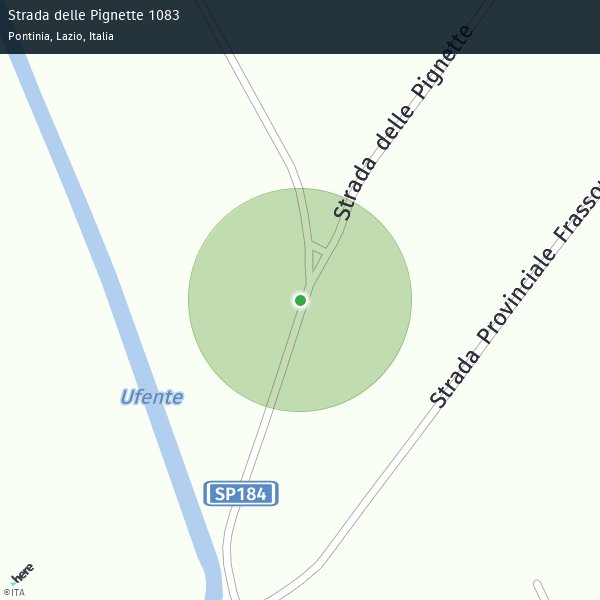 Strada delle Pignette 1083
Pontinia, Lazio, Italia
Strada delle Pignette
Strada Provinciale Frasso
Ufente
SP184
here
©ITA